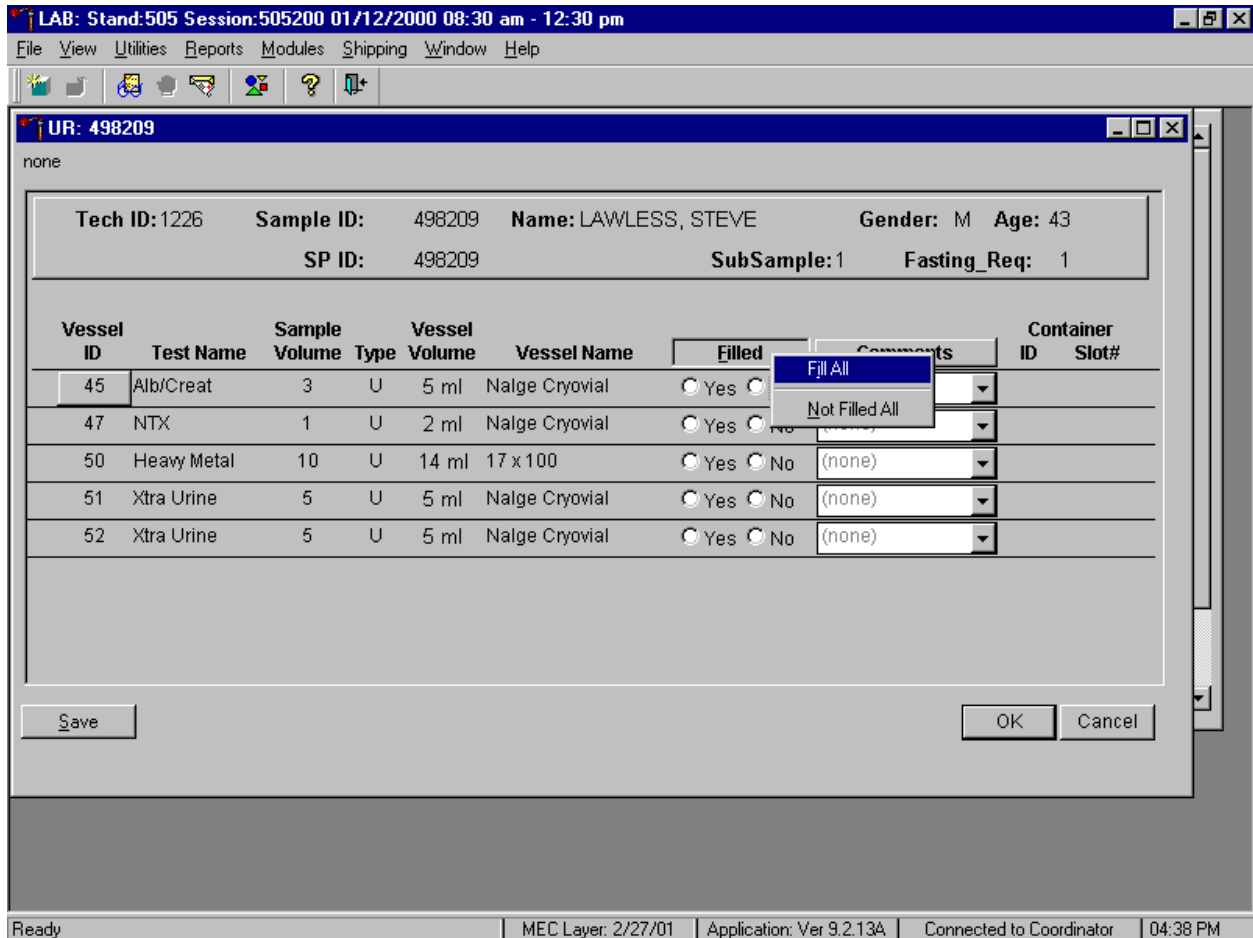 LAB: Stand:505 Session:505200 01/12/2000 08:30 am - 12:30 pm
File View Utilities Reports Modules Shipping Window Help
UR: 498209
none
Tech ID: 1226 Sample ID: 498209 Name: LAWLESS, STEVE Gender: M Age: 43
SP ID: 498209 SubSample: 1 Fasting_Req: 1
Vessel Sample Vessel Container
ID Test Name Volume Type Volume Vessel Name Filled Comments ID Slot#
Fill All
45 Alb/Creat 3 U 5 ml Nalge Cryovial Yes
Not Filled All
47 NTX 1 U 2 ml Nalge Cryovial Yes No (none)
50 Heavy Metal 10 U 14 ml 17 x 100 Yes No (none)
51 Xtra Urine 5 U 5 ml Nalge Cryovial Yes No (none)
52 Xtra Urine 5 U 5 ml Nalge Cryovial Yes No (none)
Save OK Cancel
Ready MEC Layer: 2/27/01 Application: Ver 9.2.13A Connected to Coordinator 04:38 PM